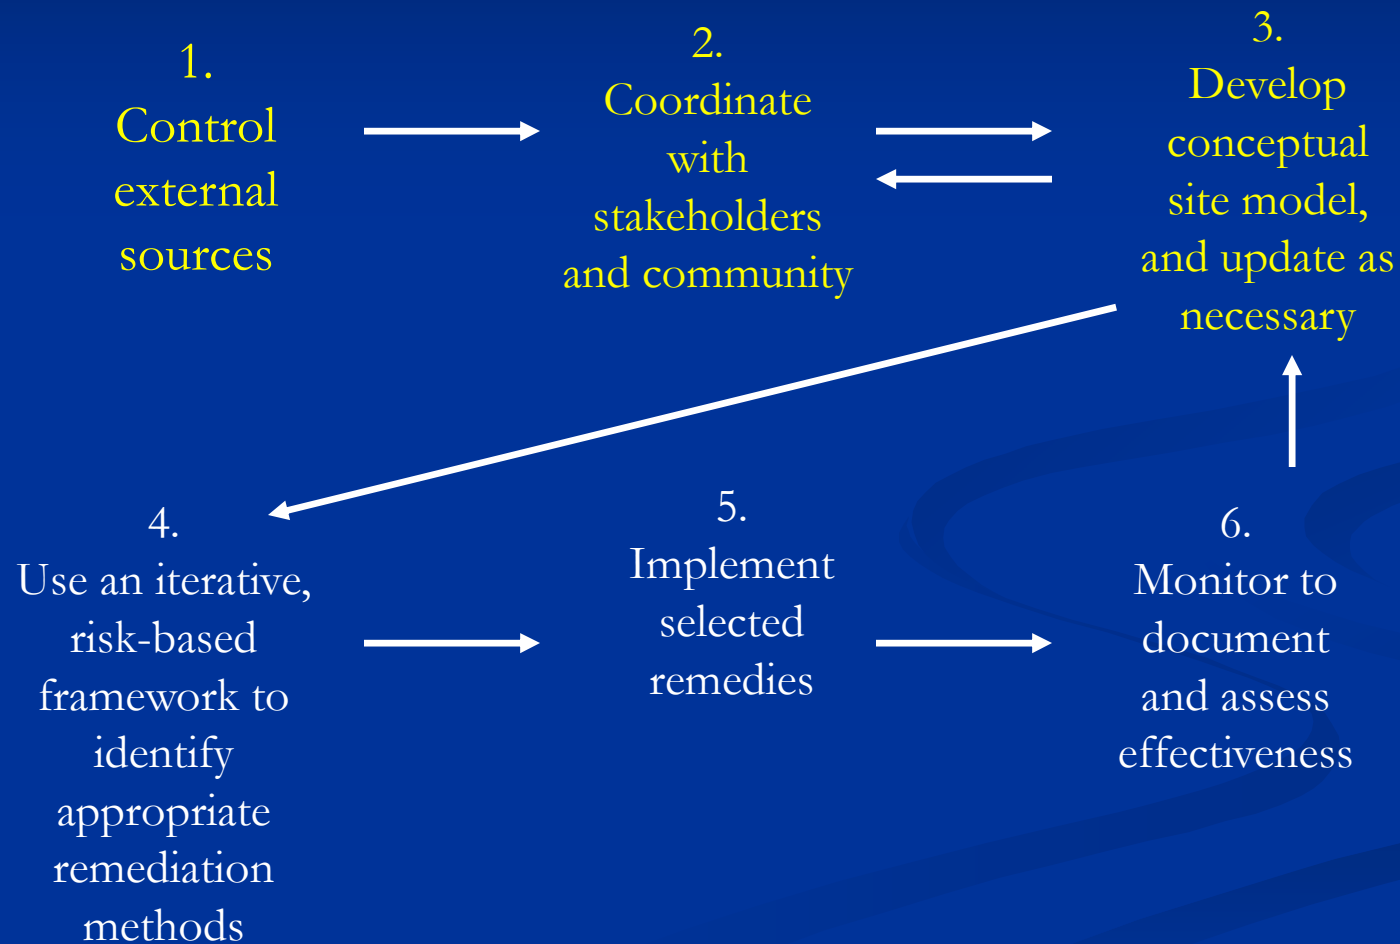 1.
Control
external
sources
2.
Coordinate
with
stakeholders
and community
3.
Develop
conceptual
site model,
and update as
necessary
4.
Use an iterative,
risk-based
framework to
identify
appropriate
remediation
methods
5.
Implement
selected
remedies
6.
Monitor to
document
and assess
effectiveness